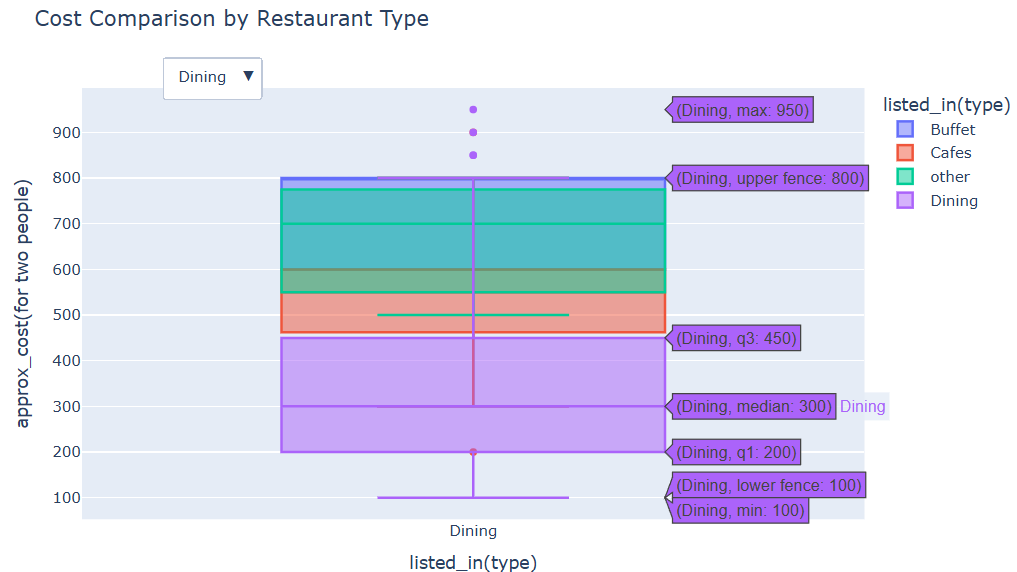 Cost Comparison by Restaurant Type
Dining ▼
listed_in(type)
Buffet
Cafes
other
Dining
approx_cost(for two people)
900
800
700
600
500
400
300
200
100
(Dining, max: 950)
(Dining, upper fence: 800)
(Dining, q3: 450)
(Dining, median: 300) Dining
(Dining, q1: 200)
(Dining, lower fence: 100)
(Dining, min: 100)
Dining
listed_in(type)